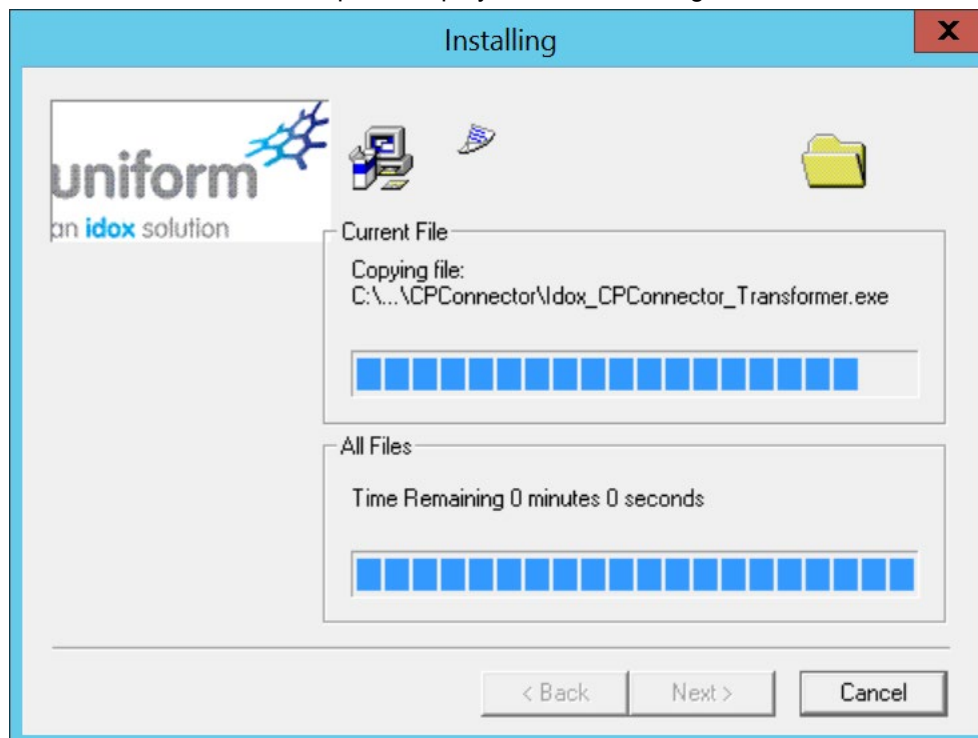 Installing
X
uniform
an idox solution
Current File
Copying file:
C:\...\CPConnector\Idox_CPConnector_Transformer.exe
All Files
Time Remaining 0 minutes 0 seconds
< Back
Next >
Cancel